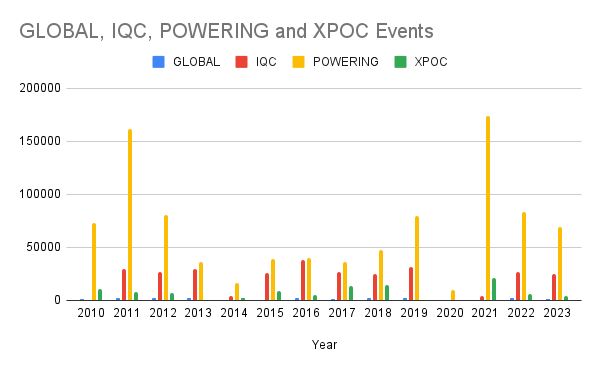 GLOBAL, IQC, POWERING and XPOC Events
GLOBAL IQC POWERING XPOC
200000
150000
100000
50000
0
2010 2011 2012 2013 2014 2015 2016 2017 2018 2019 2020 2021 2022 2023
Year